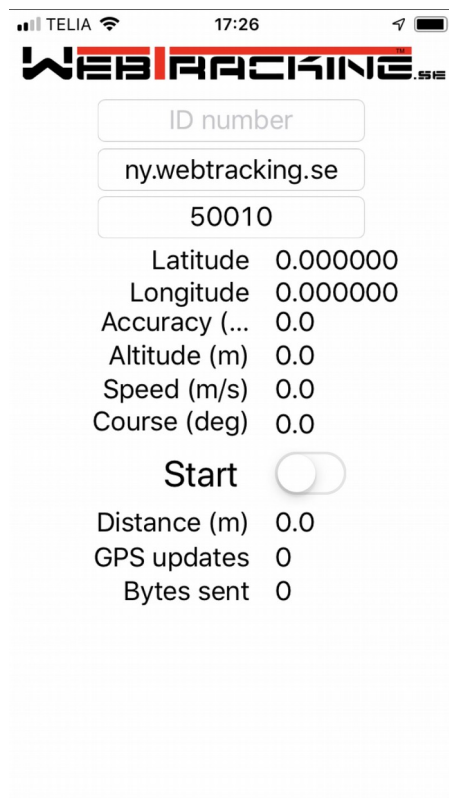 TELIA 17:26
WEBTRACKING.SE TM
ID number
ny.webtracking.se
50010
Latitude 0.000000
Longitude 0.000000
Accuracy (... 0.0
Altitude (m) 0.0
Speed (m/s) 0.0
Course (deg) 0.0
Start
Distance (m) 0.0
GPS updates 0
Bytes sent 0